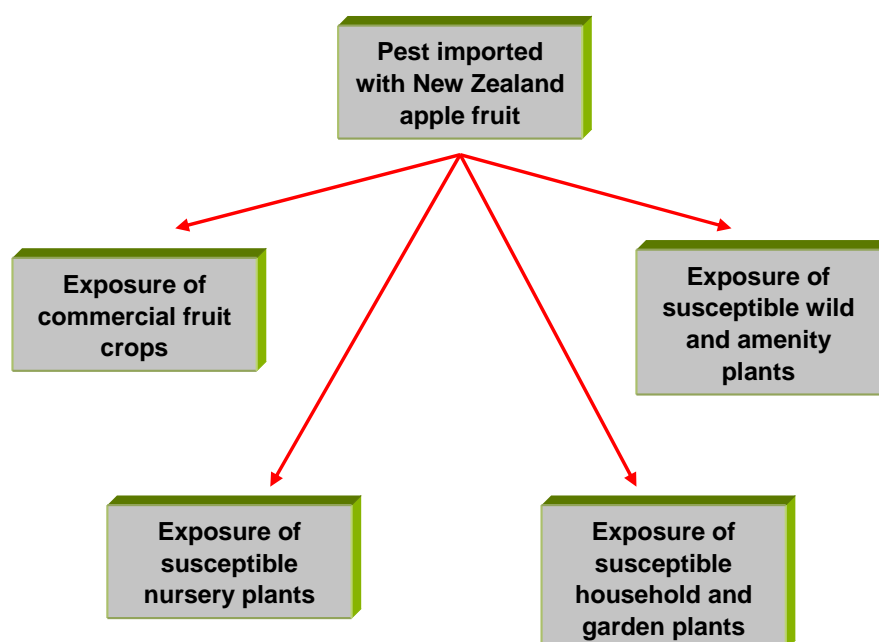 Pest imported
with New Zealand
apple fruit
Exposure of
commercial fruit
crops
Exposure of
susceptible wild
and amenity
plants
Exposure of
susceptible
nursery plants
Exposure of
susceptible
household and
garden plants